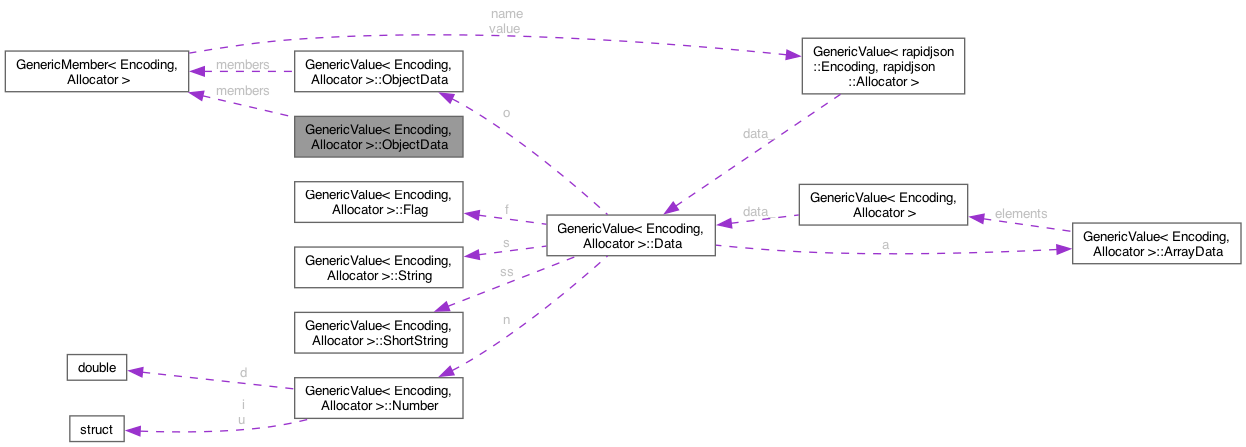 name
value
GenericMember< Encoding,
Allocator >
members
members
GenericValue< Encoding,
Allocator >::ObjectData
GenericValue< rapidjson
::Encoding, rapidjson
::Allocator >
GenericValue< Encoding,
Allocator >::ObjectData
o
data_
GenericValue< Encoding,
Allocator >::Flag
f
GenericValue< Encoding,
Allocator >::Data
data_
GenericValue< Encoding,
Allocator >
elements
GenericValue< Encoding,
Allocator >::ArrayData
a
GenericValue< Encoding,
Allocator >::String
s
ss
GenericValue< Encoding,
Allocator >::ShortString
n
double
d
GenericValue< Encoding,
Allocator >::Number
i
u
struct